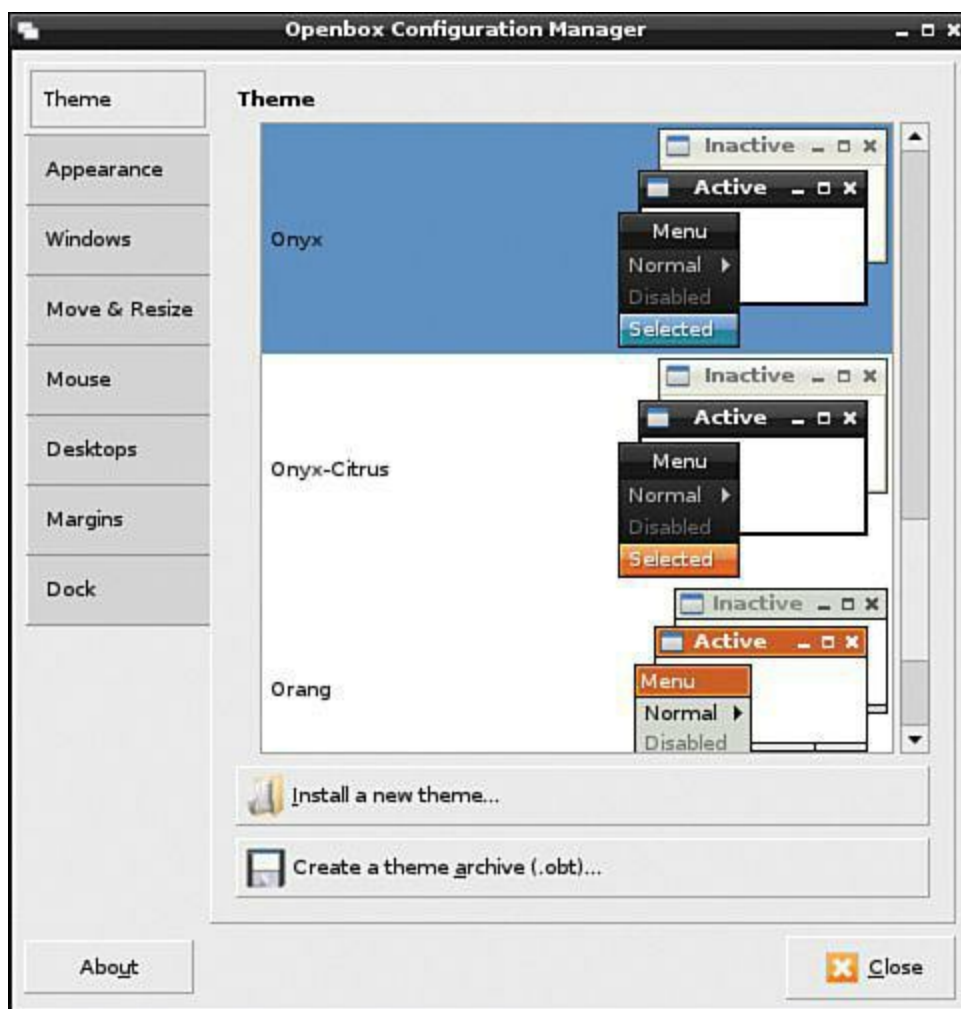 Openbox Configuration Manager
Theme
Appearance
Windows
Move & Resize
Mouse
Desktops
Margins
Dock
Theme
Onyx
Inactive
Active
Menu
Normal
Disabled
Selected
Onyx-Citrus
Inactive
Active
Menu
Normal
Disabled
Selected
Orang
Inactive
Active
Menu
Normal
Disabled
Install a new theme...
Create a theme archive (.obt)...
About
Close